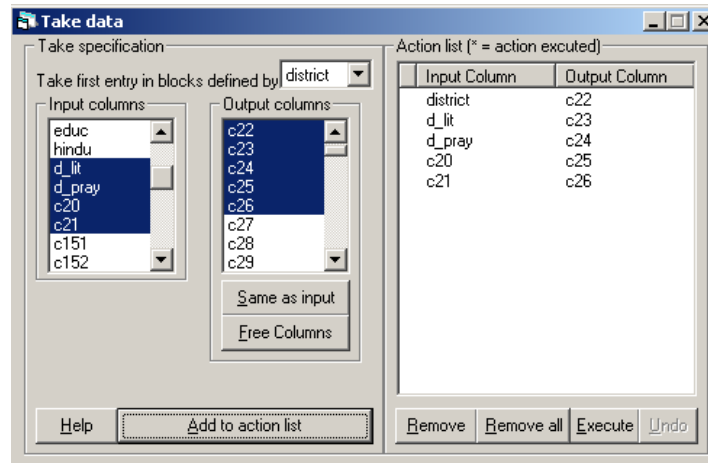 Take data
Take specification
Take first entry in blocks defined by district
Input columns
educ
hindu
d_lit
d_pray
c20
c21
c151
c152
Output columns
c22
c23
c24
c25
c26
c27
c28
c29
Same as input
Free Columns
Help
Add to action list
Action list (* = action excuted)
Input Column Output Column
district c22
d_lit c23
d_pray c24
c20 c25
c21 c26
Remove Remove all Execute Undo